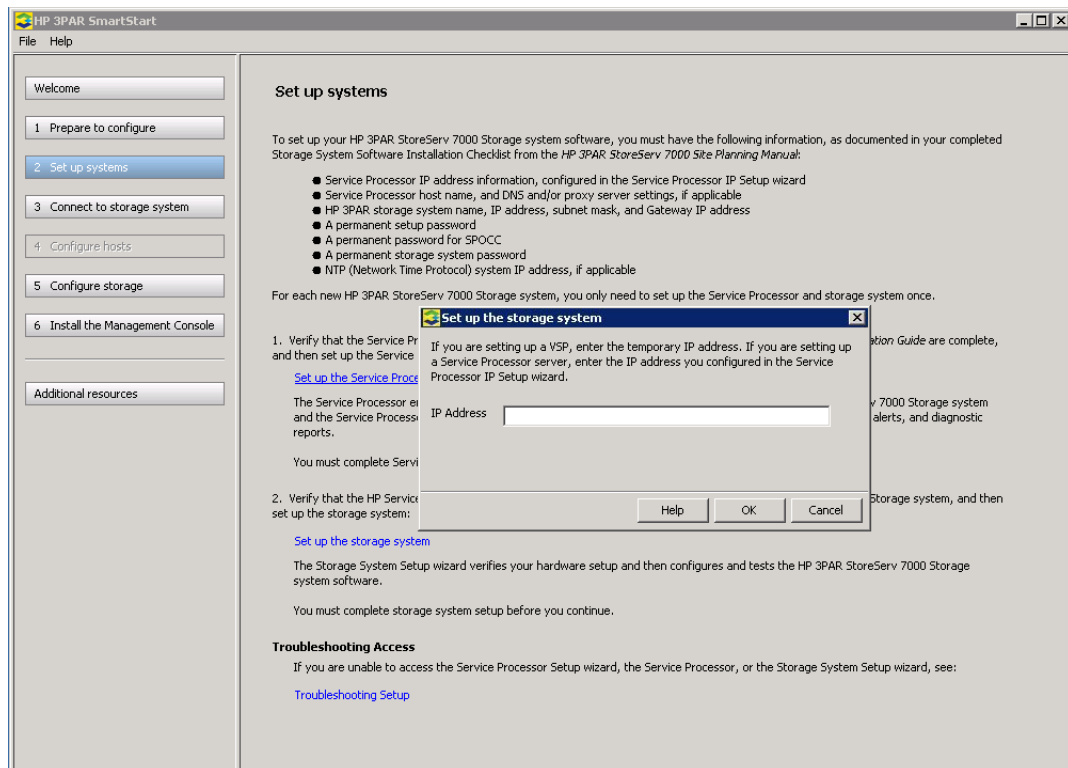 HP 3PAR SmartStart
File Help
Welcome
1 Prepare to configure
2 Set up systems
3 Connect to storage system
4 Configure hosts
5 Configure storage
6 Install the Management Console
Additional resources
Set up systems
To set up your HP 3PAR StoreServ 7000 Storage system software, you must have the following information, as documented in your completed
Storage System Software Installation Checklist from the HP 3PAR StoreServ 7000 Site Planning Manual:
● Service Processor IP address information, configured in the Service Processor IP Setup wizard
● Service Processor host name, and DNS and/or proxy server settings, if applicable
● HP 3PAR storage system name, IP address, subnet mask, and Gateway IP address
● A permanent setup password
● A permanent password for SPOCC
● A permanent storage system password
● NTP (Network Time Protocol) system IP address, if applicable
For each new HP 3PAR StoreServ 7000 Storage system, you only need to set up the Service Processor and storage system once.
1. Verify that the Service Pr
ation Guide are complete,
and then set up the Service
Set up the Service Proce
The Service Processor e
v 7000 Storage system
and the Service Process
alerts, and diagnostic
reports.
You must complete Servi
2. Verify that the HP Service
Storage system, and then
set up the storage system:
Set up the storage system
The Storage System Setup wizard verifies your hardware setup and then configures and tests the HP 3PAR StoreServ 7000 Storage
system software.
You must complete storage system setup before you continue.
Troubleshooting Access
If you are unable to access the Service Processor Setup wizard, the Service Processor, or the Storage System Setup wizard, see:
Troubleshooting Setup
Set up the storage system
If you are setting up a VSP, enter the temporary IP address. If you are setting up
a Service Processor server, enter the IP address you configured in the Service
Processor IP Setup wizard.
IP Address
Help OK Cancel